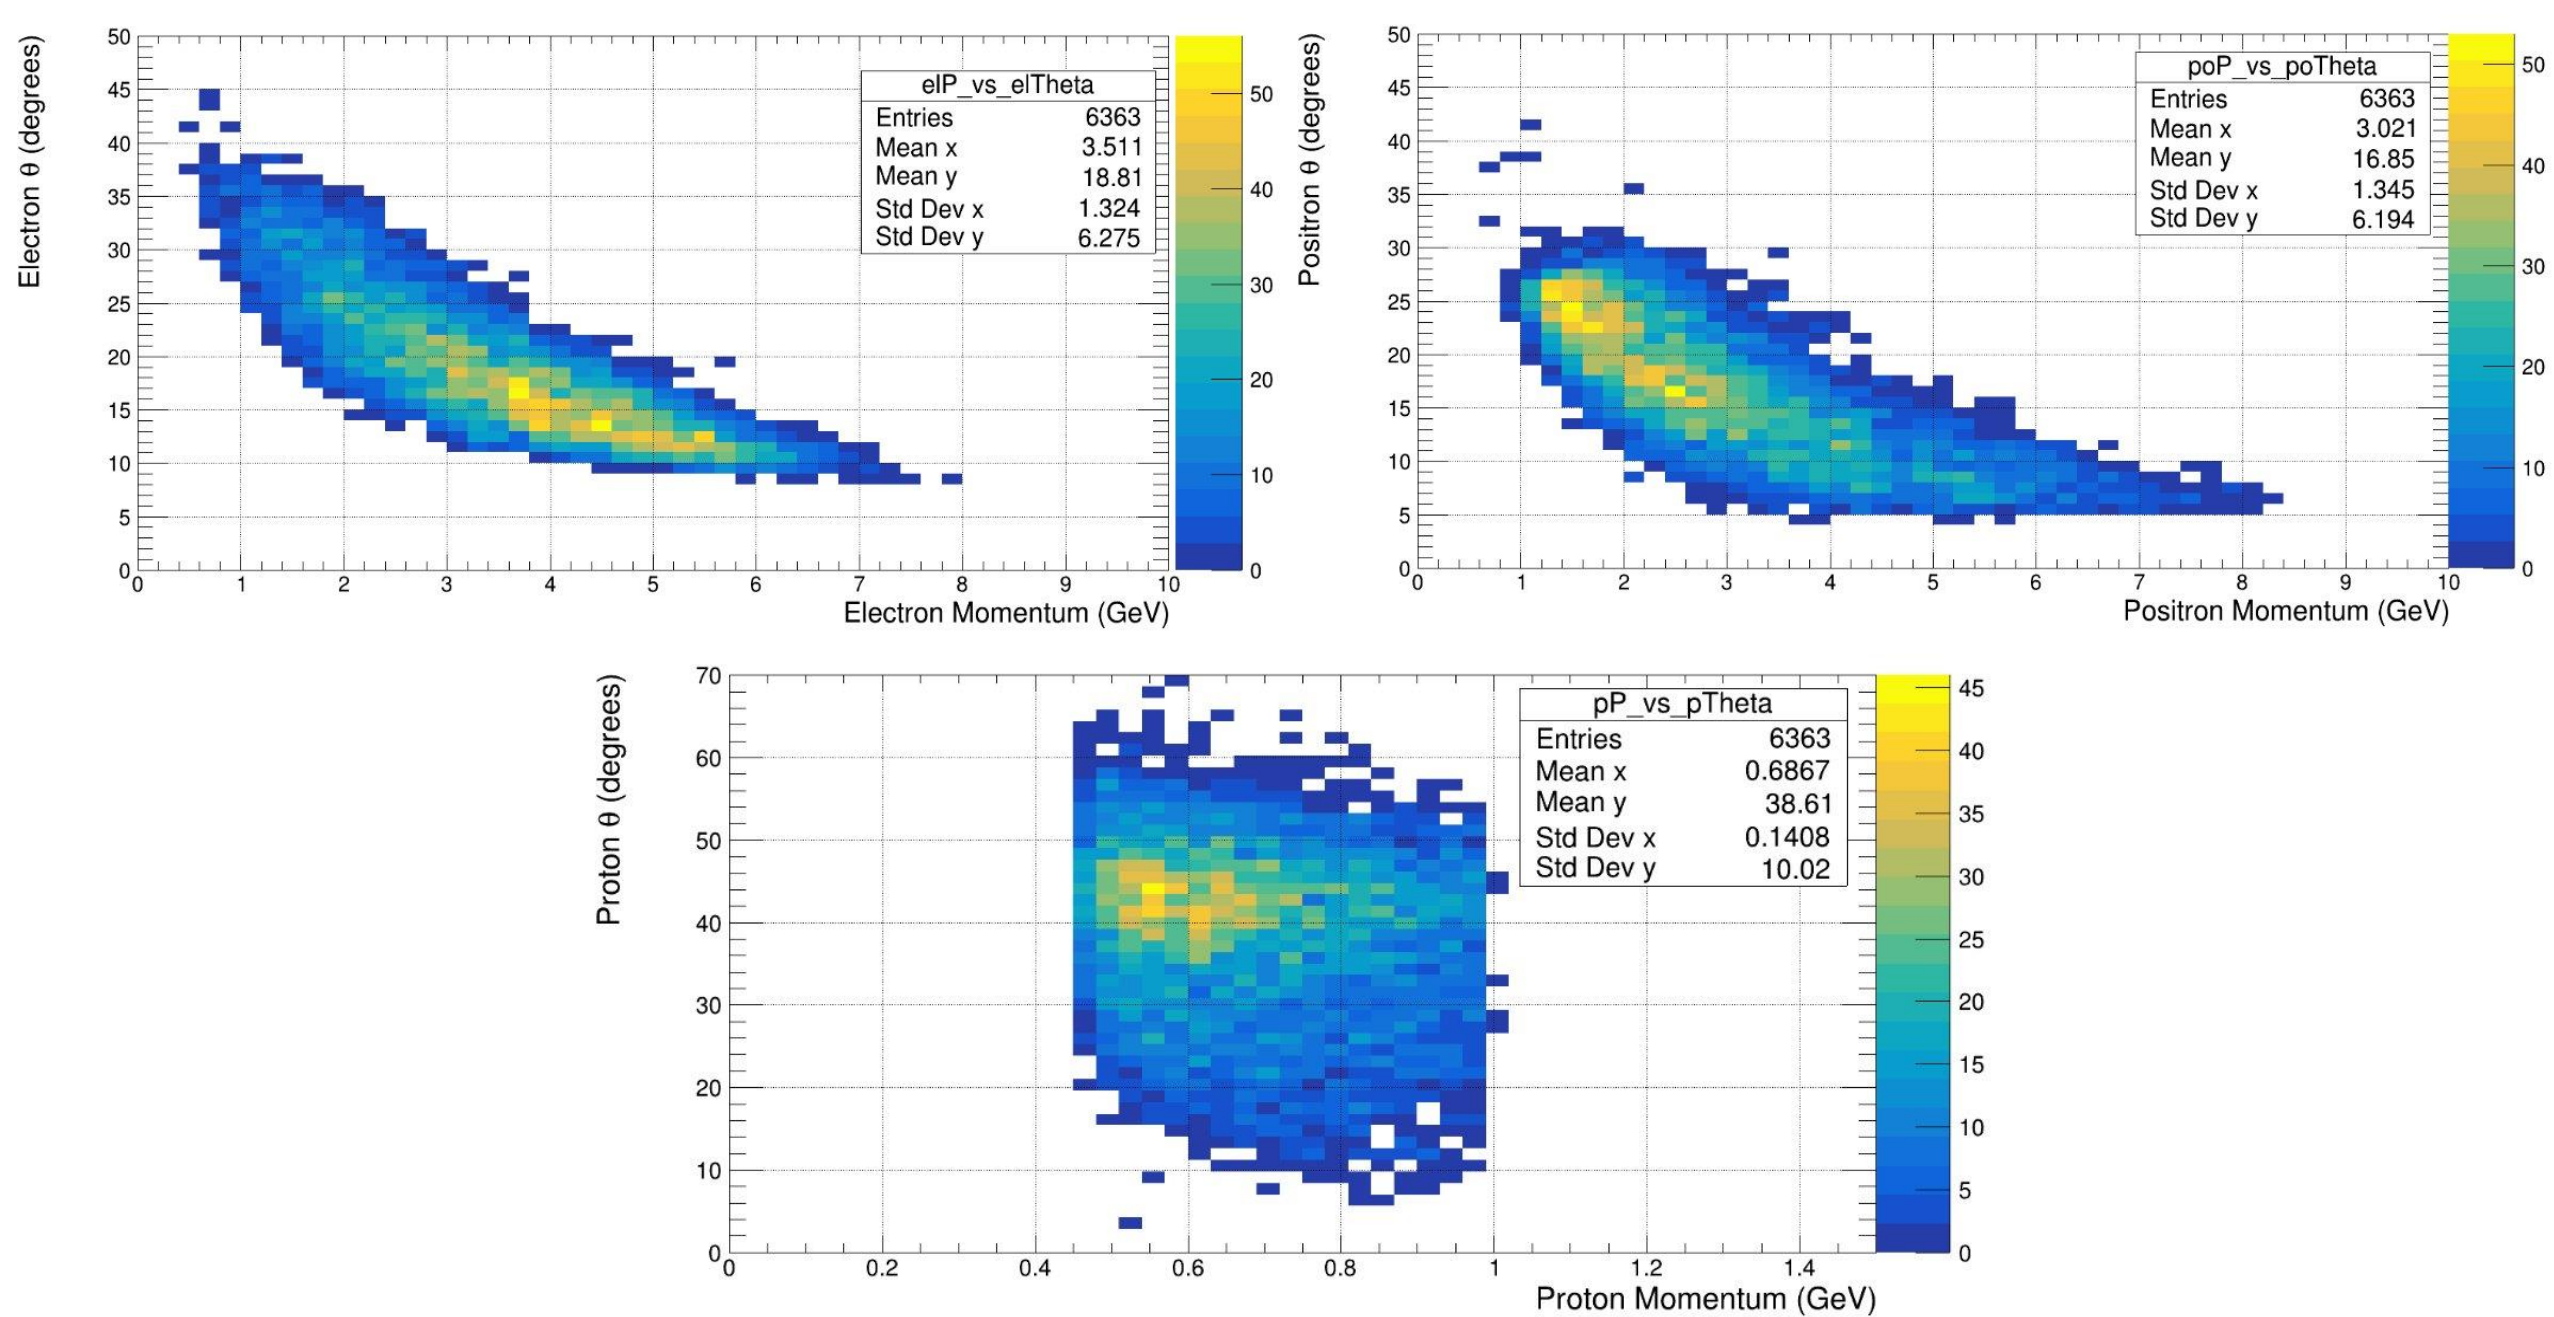 Electron θ (degrees)
50
45
40
35
30
25
20
15
10
5
0
0 1 2 3 4 5 6 7 8 9 10
Electron Momentum (GeV)
elP_vs_elTheta
Entries 6363
Mean x 3.511
Mean y 18.81
Std Dev x 1.324
Std Dev y 6.275
50
40
30
20
10
0
Positron θ (degrees)
50
45
40
35
30
25
20
15
10
5
0
0 1 2 3 4 5 6 7 8 9 10
Positron Momentum (GeV)
poP_vs_poTheta
Entries 6363
Mean x 3.021
Mean y 16.85
Std Dev x 1.345
Std Dev y 6.194
50
40
30
20
10
0
Proton θ (degrees)
70
60
50
40
30
20
10
0
0 0.2 0.4 0.6 0.8 1 1.2 1.4
Proton Momentum (GeV)
pP_vs_pTheta
Entries 6363
Mean x 0.6867
Mean y 38.61
Std Dev x 0.1408
Std Dev y 10.02
45
40
35
30
25
20
15
10
5
0